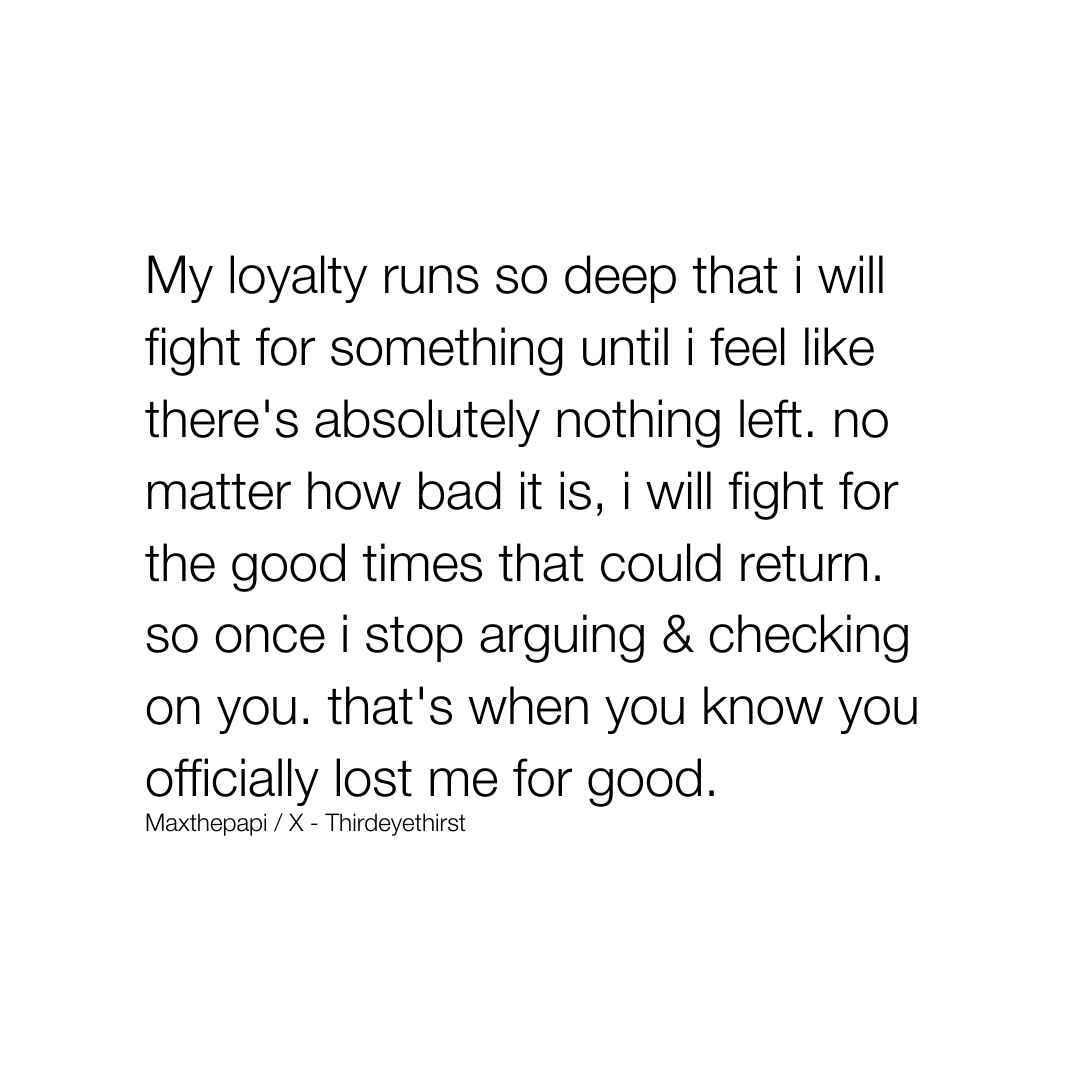 My loyalty runs so deep that i will
fight for something until i feel like
there's absolutely nothing left. no
matter how bad it is, i will fight for
the good times that could return.
so once i stop arguing & checking
on you. that's when you know you
officially lost me for good.
Maxthepapi / X - Thirdeyethirst